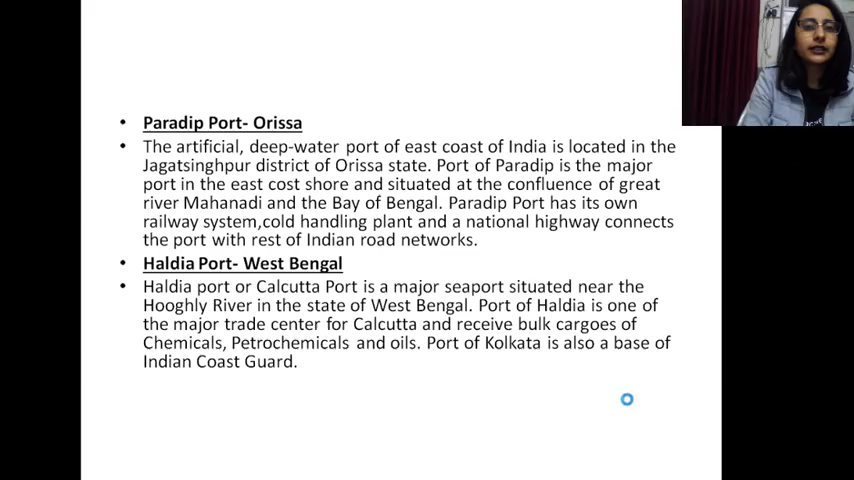 • Paradip Port- Orissa
• The artificial, deep-water port of east coast of India is located in the
Jagatsinghpur district of Orissa state. Port of Paradip is the major
port in the east cost shore and situated at the confluence of great
river Mahanadi and the Bay of Bengal. Paradip Port has its own
railway system,cold handling plant and a national highway connects
the port with rest of Indian road networks.
• Haldia Port- West Bengal
• Haldia port or Calcutta Port is a major seaport situated near the
Hooghly River in the state of West Bengal. Port of Haldia is one of
the major trade center for Calcutta and receive bulk cargoes of
Chemicals, Petrochemicals and oils. Port of Kolkata is also a base of
Indian Coast Guard.